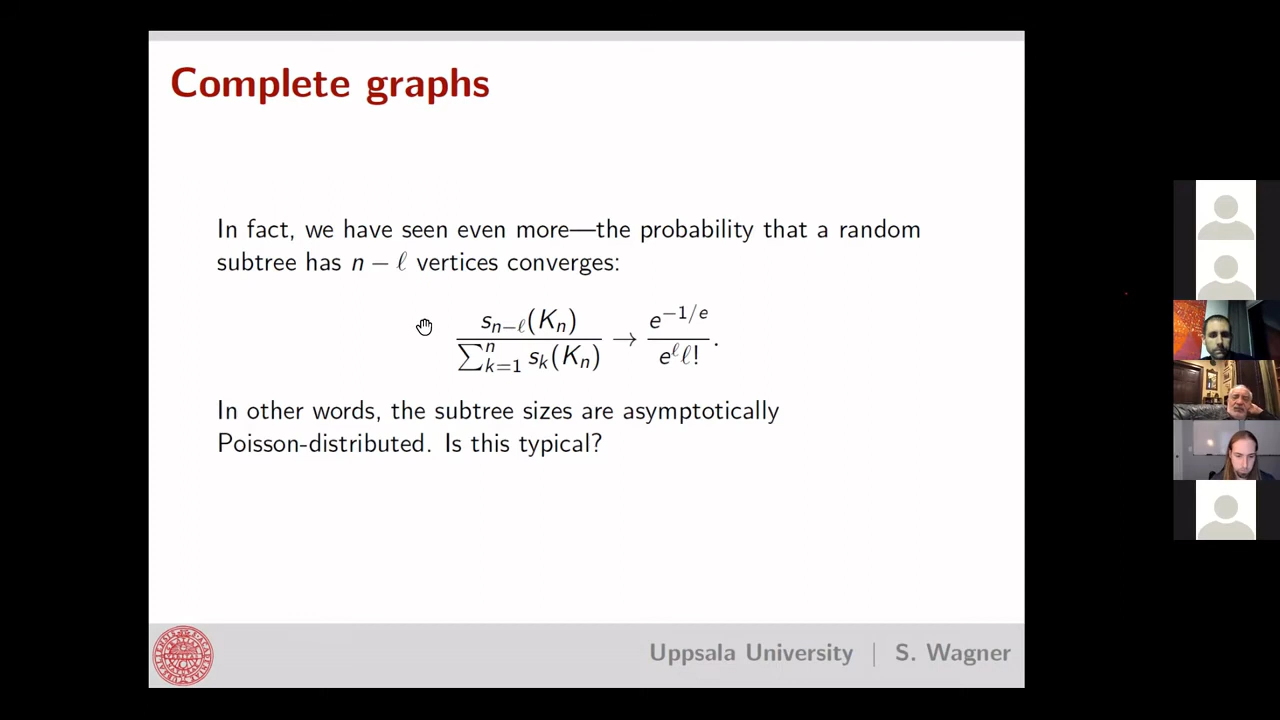 Complete graphs
In fact, we have seen even more—the probability that a random
subtree has n − ℓ vertices converges:
s_{n−ℓ}(K_n) / ∑_{k=1}^{n} s_k(K_n) → e^{−1/e} / e^ℓ ℓ! .
In other words, the subtree sizes are asymptotically
Poisson-distributed. Is this typical?
Uppsala University | S. Wagner